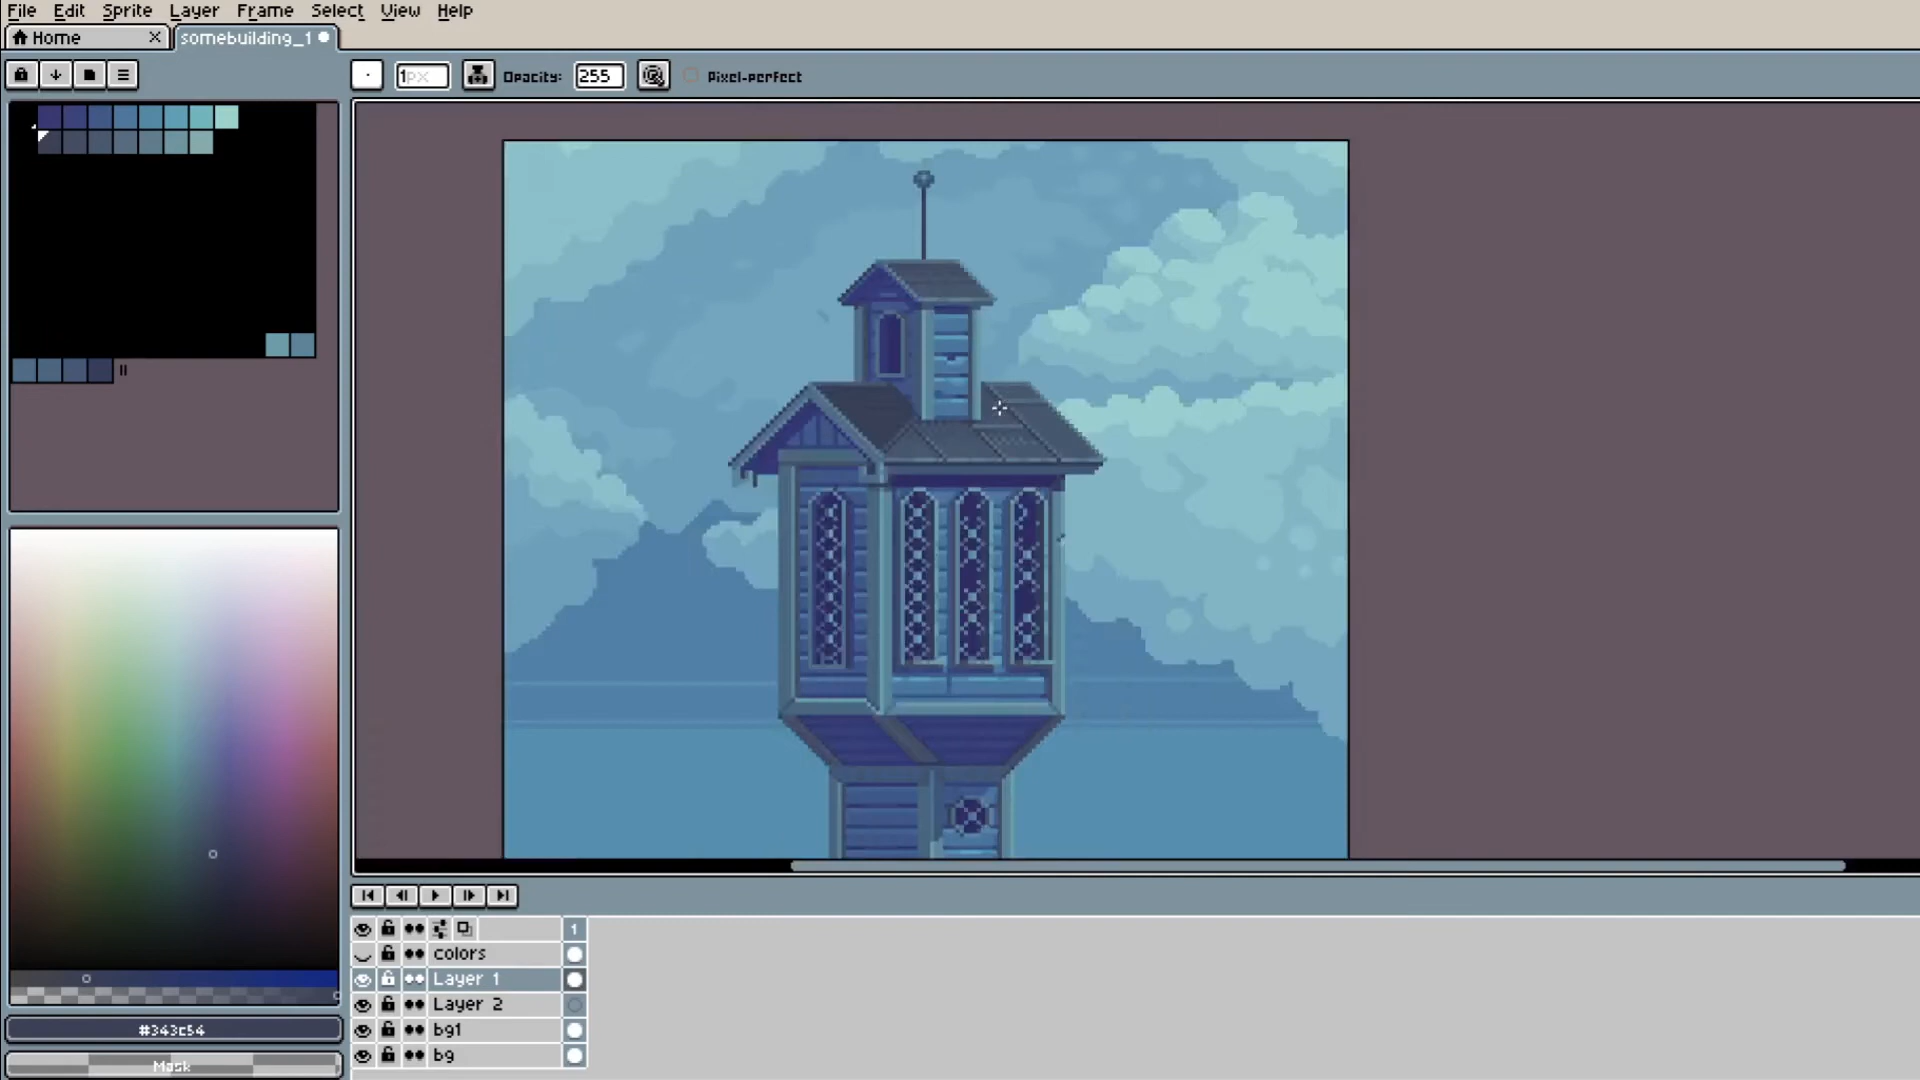 File Edit Sprite Layer Frame Select View Help
Home somebuilding_1
1px Opacity: 255 Pixel-perfect
1
colors
Layer 1
Layer 2
bg1
bg
#343c54
Mask